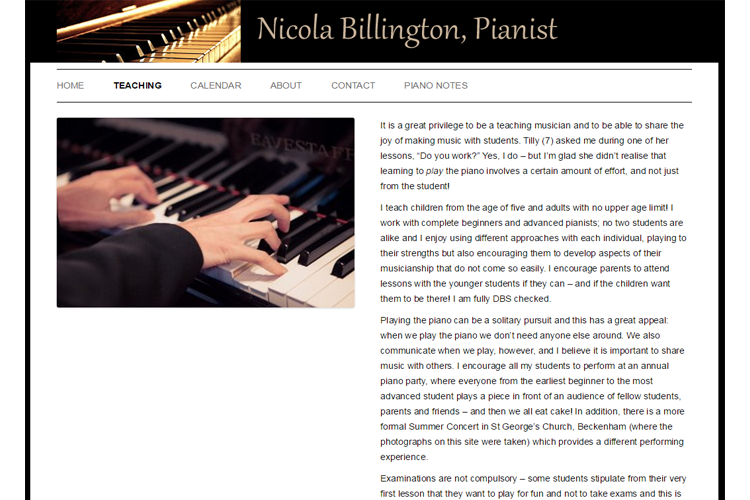 Nicola Billington, Pianist
HOME TEACHING CALENDAR ABOUT CONTACT PIANO NOTES
EAVESTAFF
It is a great privilege to be a teaching musician and to be able to share the
joy of making music with students. Tilly (7) asked me during one of her
lessons, “Do you work?” Yes, I do – but I’m glad she didn’t realise that
learning to play the piano involves a certain amount of effort, and not just
from the student!
I teach children from the age of five and adults with no upper age limit! I
work with complete beginners and advanced pianists; no two students are
alike and I enjoy using different approaches with each individual, playing to
their strengths but also encouraging them to develop aspects of their
musicianship that do not come so easily. I encourage parents to attend
lessons with the younger students if they can – and if the children want
them to be there! I am fully DBS checked.
Playing the piano can be a solitary pursuit and this has a great appeal:
when we play the piano we don’t need anyone else around. We also
communicate when we play, however, and I believe it is important to share
music with others. I encourage all my students to perform at an annual
piano party, where everyone from the earliest beginner to the most
advanced student plays a piece in front of an audience of fellow students,
parents and friends – and then we all eat cake! In addition, there is a more
formal Summer Concert in St George’s Church, Beckenham (where the
photographs on this site were taken) which provides a different performing
experience.
Examinations are not compulsory – some students stipulate from their very
first lesson that they want to play for fun and not to take exams and this is